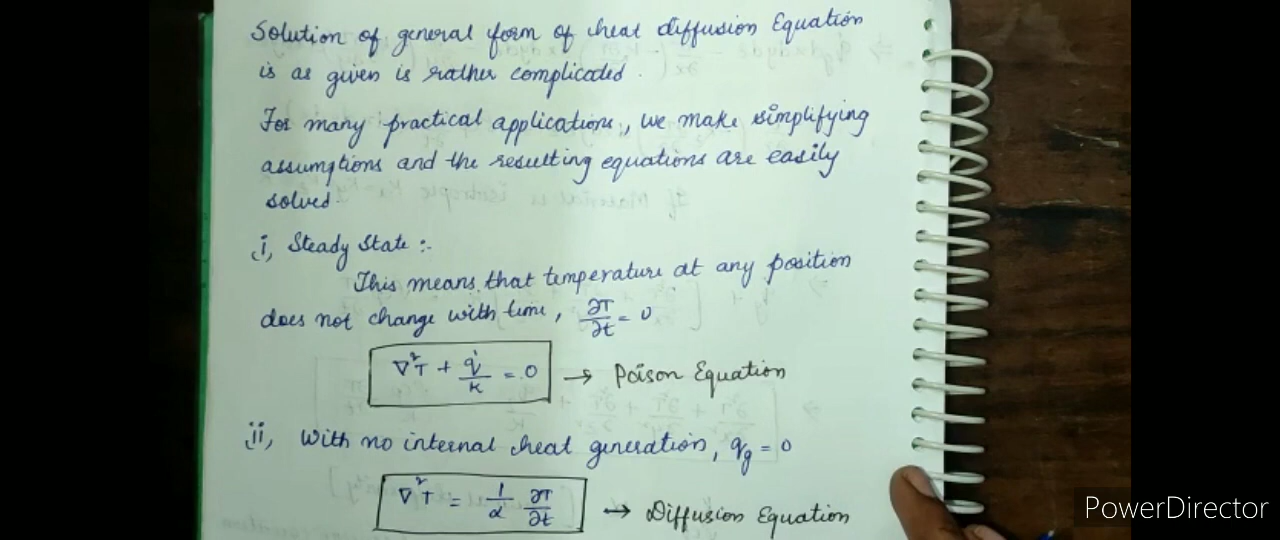 Solution of general form of heat diffusion Equation
is as given is rather complicated.
For many practical applications, we make simplifying
assumptions and the resulting equations are easily
solved.
i, Steady State :-
This means that temperature at any position
does not change with time, ∂T/∂t = 0
∇²T + q̇/k = 0 → Poison Equation
ii, With no internal heat generation, q_g = 0
∇²T = 1/α ∂T/∂t → Diffusion Equation
PowerDirector